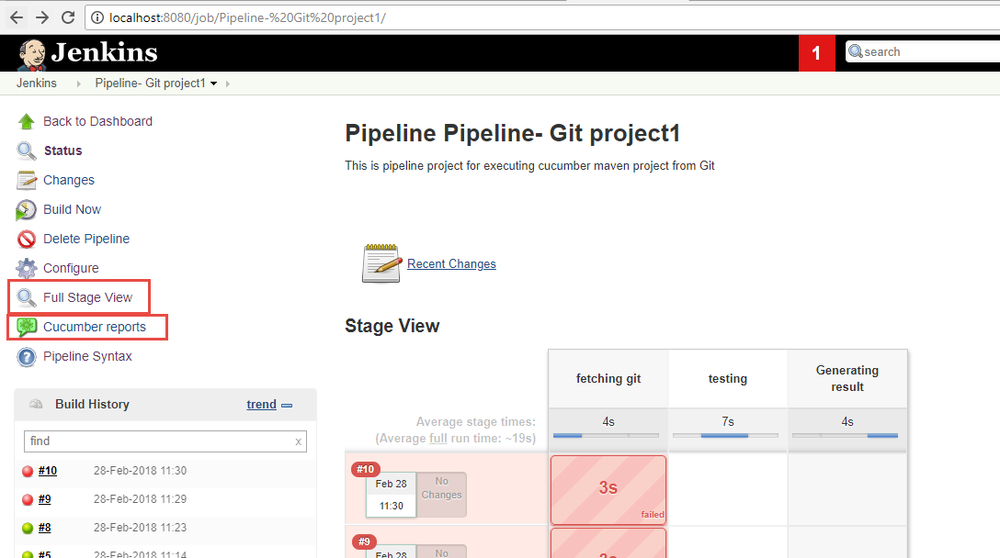 localhost:8080/job/Pipeline-%20Git%20project1/
Jenkins
1
search
Jenkins
Pipeline- Git project1
Back to Dashboard
Status
Changes
Build Now
Delete Pipeline
Configure
Full Stage View
Cucumber reports
Pipeline Syntax
Build History
trend
find
x
#10 28-Feb-2018 11:30
#9 28-Feb-2018 11:29
#8 28-Feb-2018 11:23
#5 28-Feb-2018 11:14
Pipeline Pipeline- Git project1
This is pipeline project for executing cucumber maven project from Git
Recent Changes
Stage View
fetching git
testing
Generating
result
Average stage times:
(Average full run time: ~19s)
4s
7s
4s
#10
Feb 28
11:30
No
Changes
3s
failed
#9
Feb 28
No